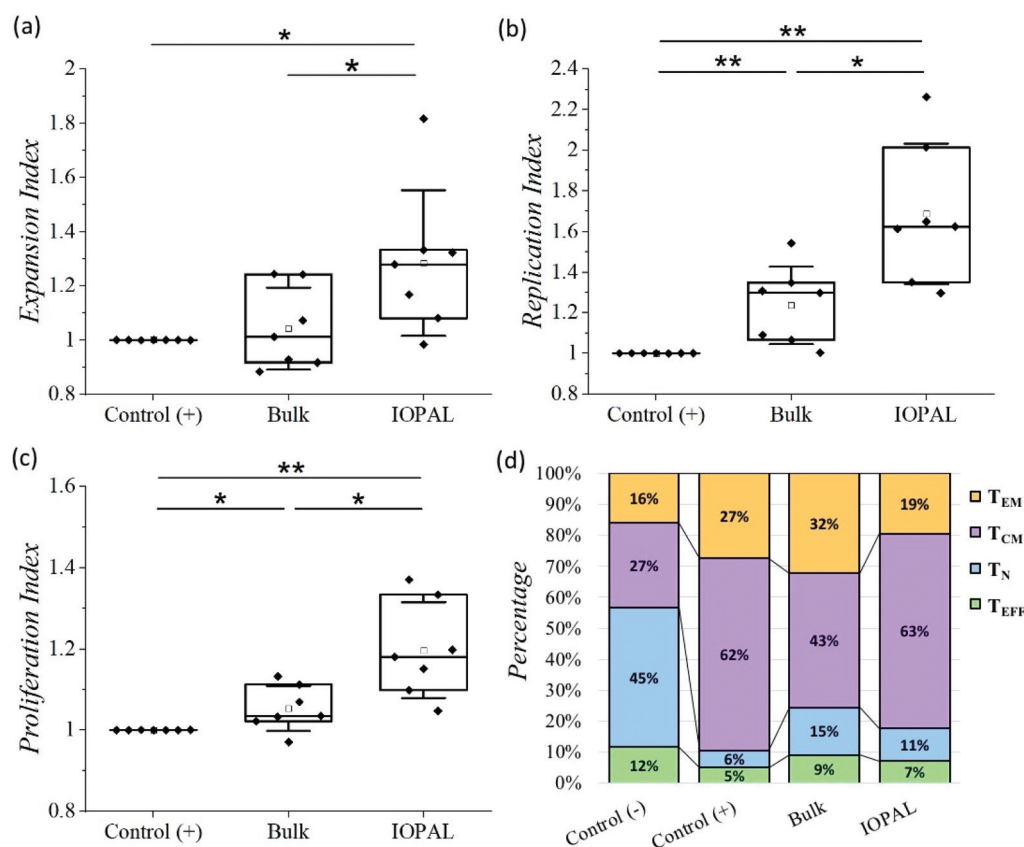 (a)
*
*
Expansion Index
2
1.8
1.6
1.4
1.2
1
0.8
Control (+) Bulk IOPAL
(b)
**
** *
Replication Index
2.4
2.2
2
1.8
1.6
1.4
1.2
1
0.8
Control (+) Bulk IOPAL
(c)
**
* *
Proliferation Index
1.6
1.4
1.2
1
0.8
Control (+) Bulk IOPAL
(d)
Percentage
100%
90%
80%
70%
60%
50%
40%
30%
20%
10%
0%
16% 27% 32% 19%
27% 62% 43% 63%
45% 6% 15% 11%
12% 5% 9% 7%
Control (-) Control (+) Bulk IOPAL
TEM
TCM
TN
TEFF